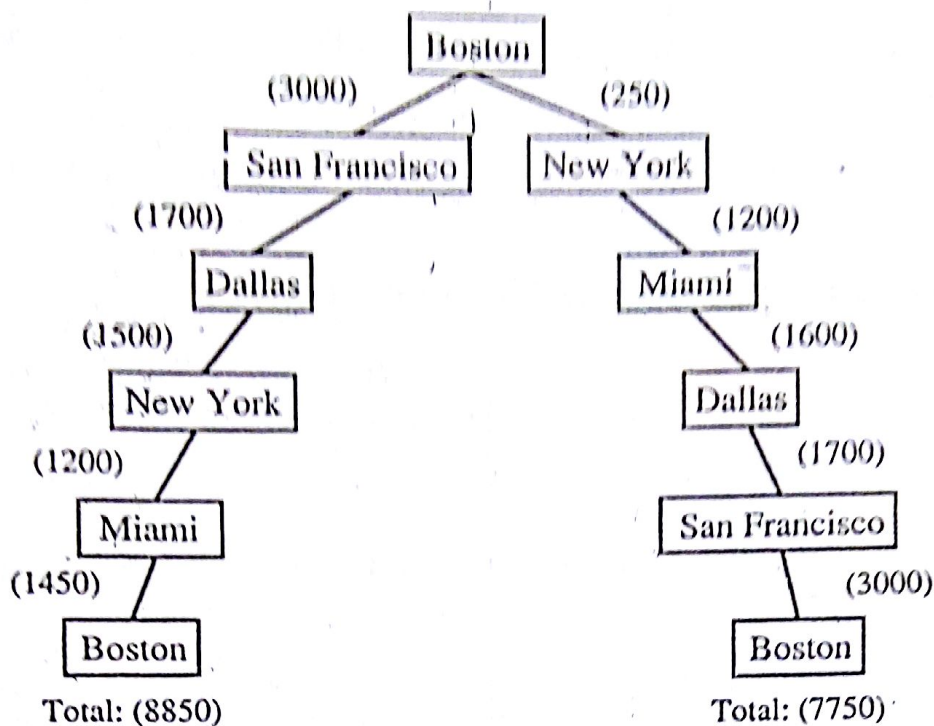 Boston
(3000) (250)
San Francisco New York
(1700) (1200)
Dallas Miami
(1500) (1600)
New York Dallas
(1200) (1700)
Miami San Francisco
(1450) (3000)
Boston Boston
Total: (8850) Total: (7750)